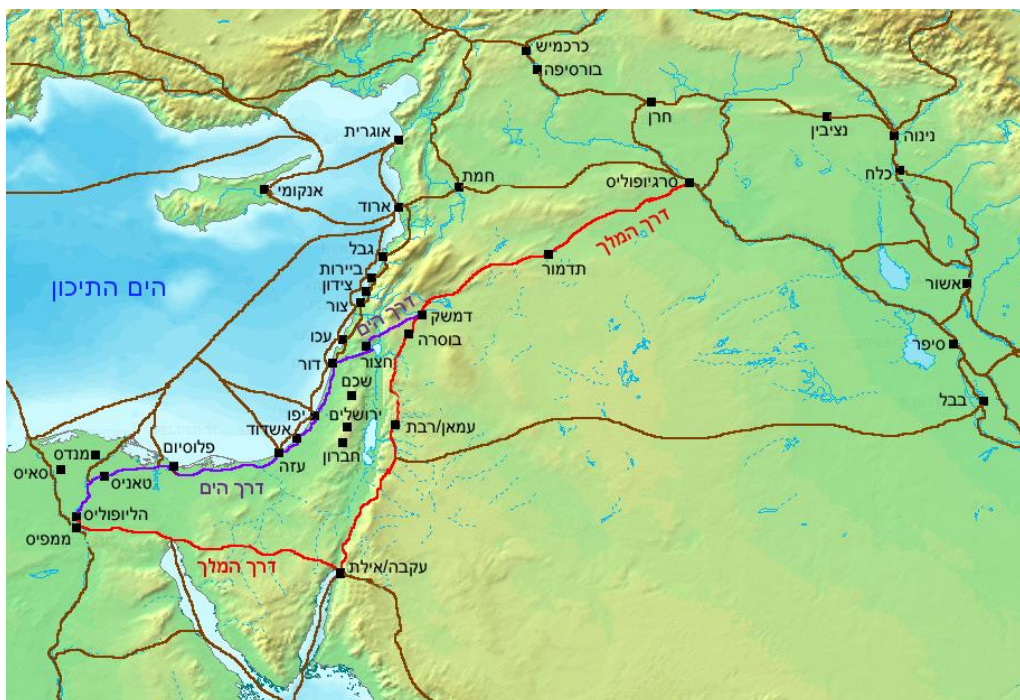 כרכמיש
בורסיפה
חרן
נציבין
נינוה
כלח
אוגרית
אנקומי
ארוד
חמת
סרגיופוליס
דרך המלך
תדמור
גבל
ביירות
צידון
צור
הים התיכון
אשור
דרך הים
דמשק
בוסרה
עכו
חצור
דור
סיפר
שכם
בבל
יפו
ירושלים
עמאן/רבת
אשדוד
חברון
עזה
פלוסיום
מנדס
סאיס
טאניס
דרך הים
הליופוליס
ממפיס
דרך המלך
עקבה/אילת